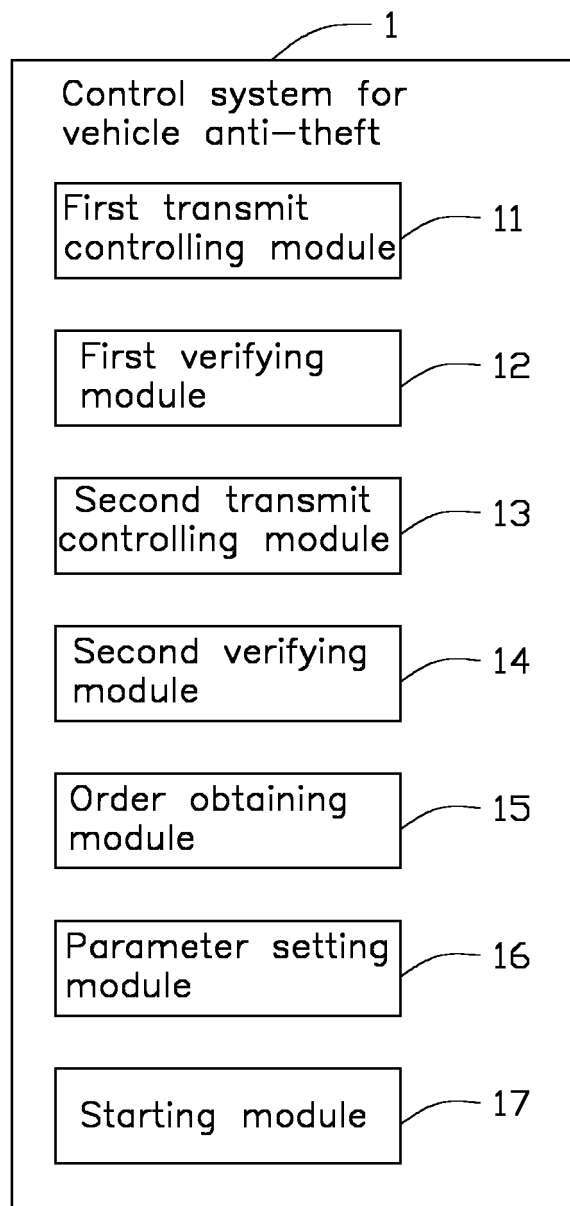 1
Control system for
vehicle anti-theft
First transmit
controlling module
11
First verifying
module
12
Second transmit
controlling module
13
Second verifying
module
14
Order obtaining
module
15
Parameter setting
module
16
Starting module
17